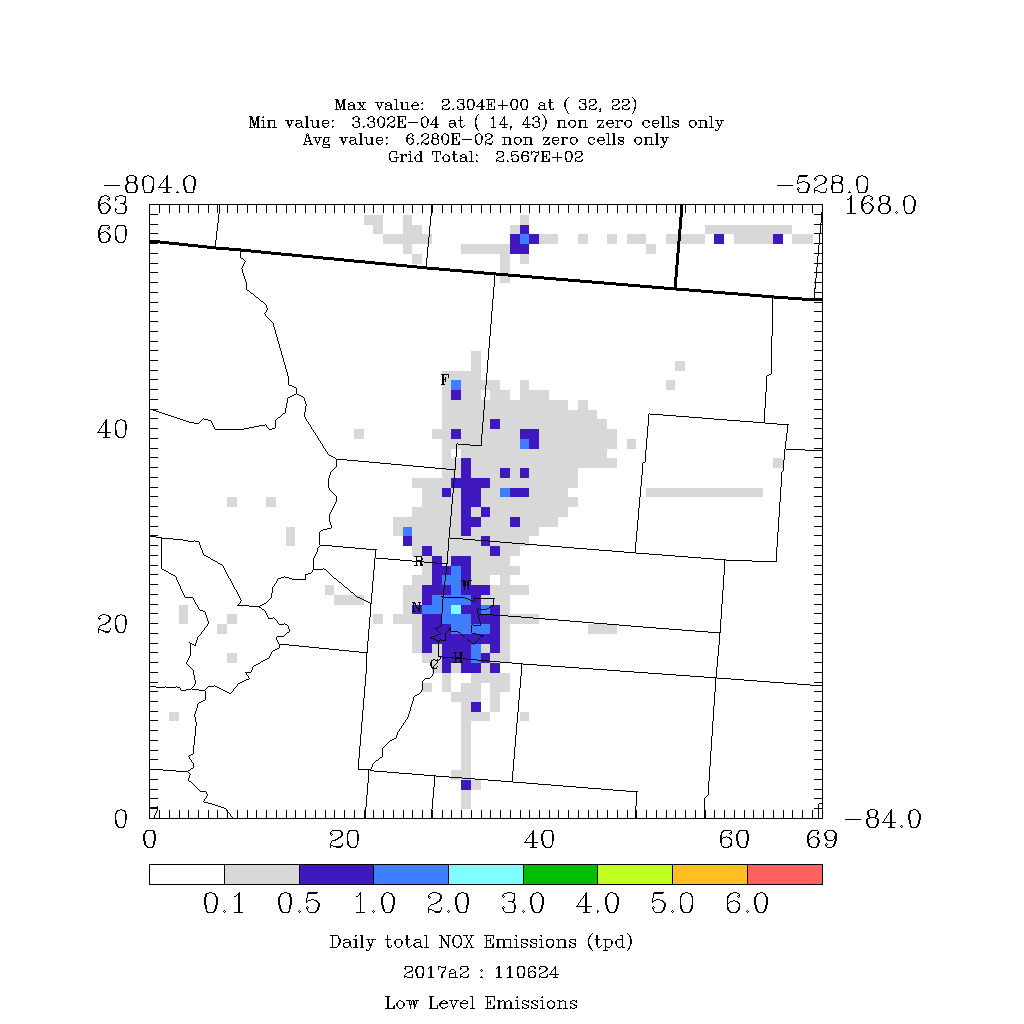 Max value:  2.304E+00 at ( 32, 22)
Min value:  3.302E-04 at ( 14, 43) non zero cells only
Avg value:  6.280E-02 non zero cells only
Grid Total:  2.567E+02
-804.0 -528.0
63 168.0
60
F
40
R
W
N
20
H
C
0 -84.0
0 20 40 60 69
0.1 0.5 1.0 2.0 3.0 4.0 5.0 6.0
Daily total NOX Emissions (tpd)
2017a2 : 110624
Low Level Emissions